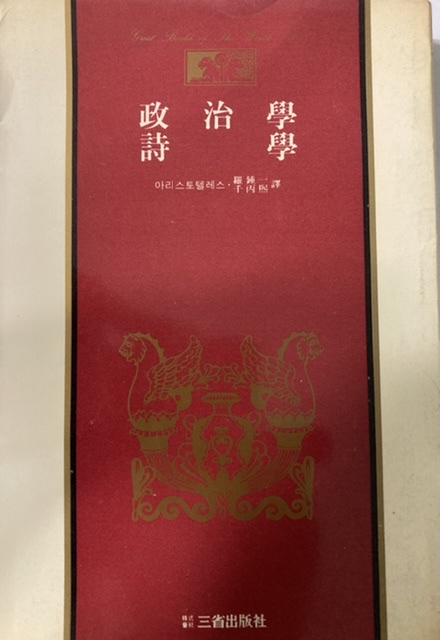 Great Books of the World
政治學
詩學
아리스토텔레스·羅鍾一 千丙熙 譯
株式會社 三省出版社